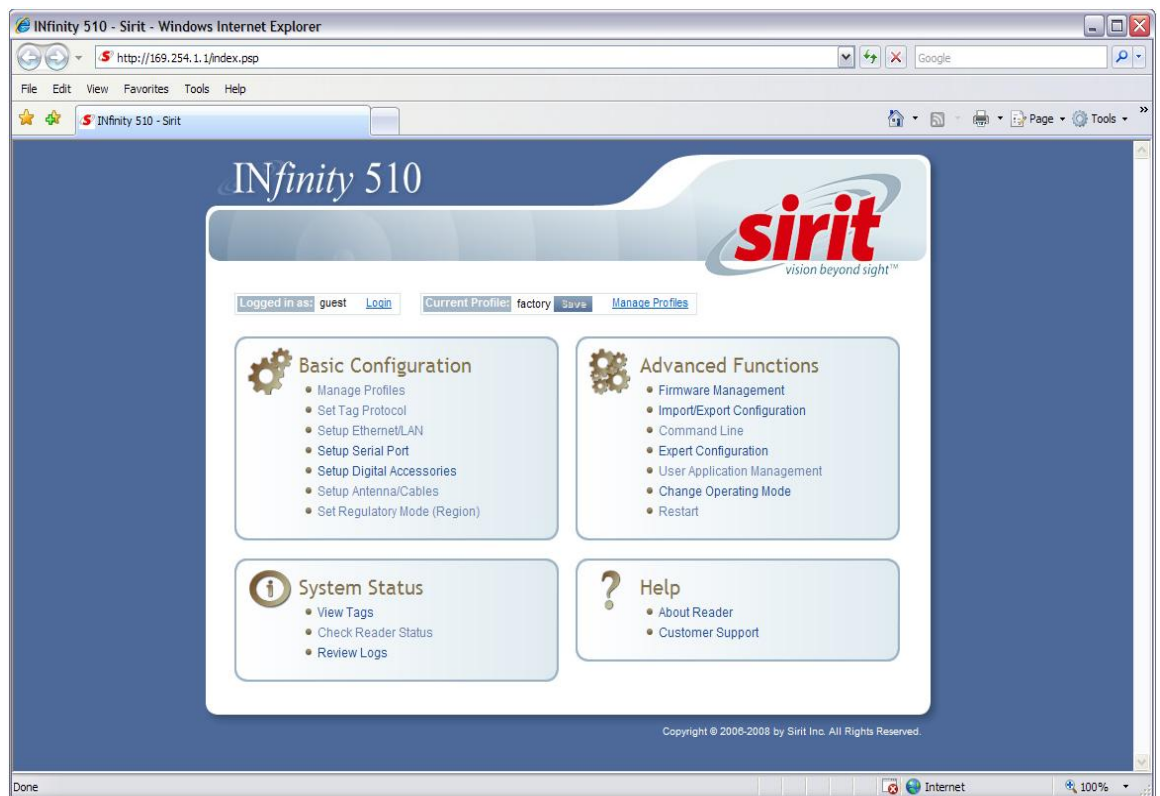 INfinity 510 - Sirit - Windows Internet Explorer
http://169.254.1.1/index.psp
Google
File Edit View Favorites Tools Help
INfinity 510 - Sirit
Page Tools »
INfinity 510
sirit
vision beyond sight™
Logged in as: guest Login Current Profile: factory Save Manage Profiles
Basic Configuration
Manage Profiles
Set Tag Protocol
Setup Ethernet/LAN
Setup Serial Port
Setup Digital Accessories
Setup Antenna/Cables
Set Regulatory Mode (Region)
Advanced Functions
Firmware Management
Import/Export Configuration
Command Line
Expert Configuration
User Application Management
Change Operating Mode
Restart
System Status
View Tags
Check Reader Status
Review Logs
Help
About Reader
Customer Support
Copyright © 2006-2008 by Sirit Inc. All Rights Reserved.
Done Internet 100%